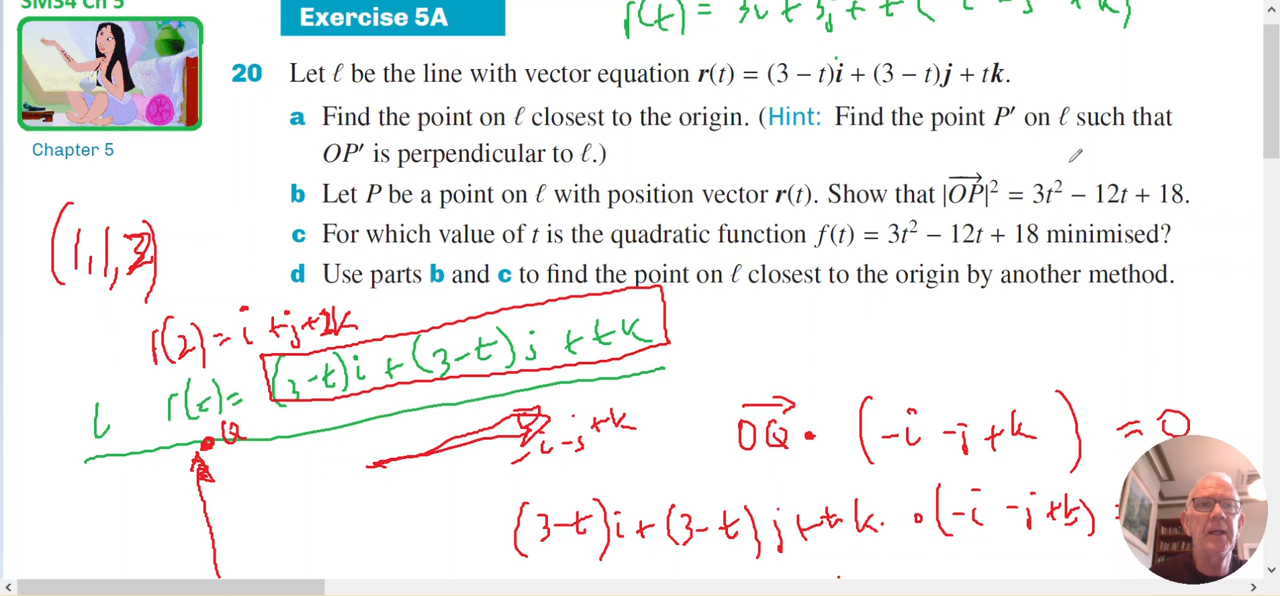 SM34 Ch 5
Exercise 5A
r(t) = 3i + 3j + t(-i - j + k)
Chapter 5
20 Let ℓ be the line with vector equation r(t) = (3 − t)i + (3 − t)j + tk.
a Find the point on ℓ closest to the origin. (Hint: Find the point P′ on ℓ such that
OP′ is perpendicular to ℓ.)
b Let P be a point on ℓ with position vector r(t). Show that |OP|² = 3t² − 12t + 18.
c For which value of t is the quadratic function f(t) = 3t² − 12t + 18 minimised?
d Use parts b and c to find the point on ℓ closest to the origin by another method.
(1,1,2)
r(2) = i + j + 2k
r(t) = (3-t)i + (3-t)j + tk
l
Q
-i-j+k
OQ · (-i -j +k) = 0
(3-t)i + (3-t)j + tk · (-i -j +k)